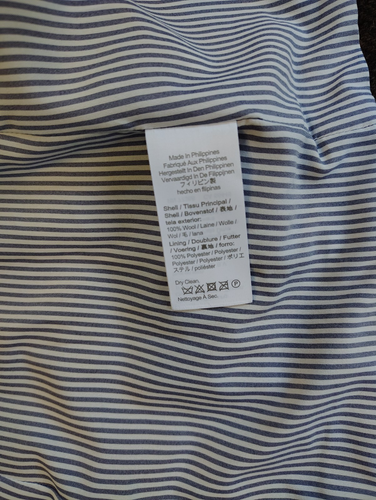 Made in Philippines
Fabriqué Aux Philippines
Hergestellt In Den Philippinen
Vervaardigd In De Filippijnen
フィリピン製
hecho en filipinas
Shell / Tissu Principal /
Shell / Bovenstof / 表地 /
tela exterior:
100% Wool / Laine / Wolle /
Wol / 毛 / lana
Lining / Doublure / Futter
/ Voering / 裏地 / forro:
100% Polyester / Polyester /
Polyester / Polyester / ポリエ
ステル / poliéster
Dry Clean.
P
Nettoyage À Sec.